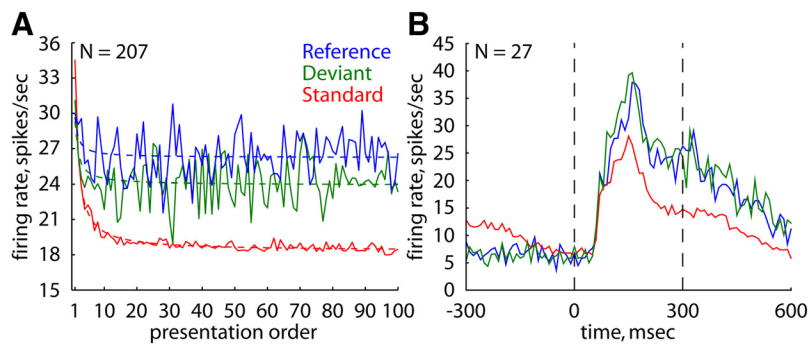 A
B
N = 207
Reference
Deviant
Standard
firing rate, spikes/sec
36
33
30
27
24
21
18
15
1 10 20 30 40 50 60 70 80 90 100
presentation order
N = 27
firing rate, spikes/sec
45
40
35
30
25
20
15
10
5
0
-300 0 300 600
time, msec